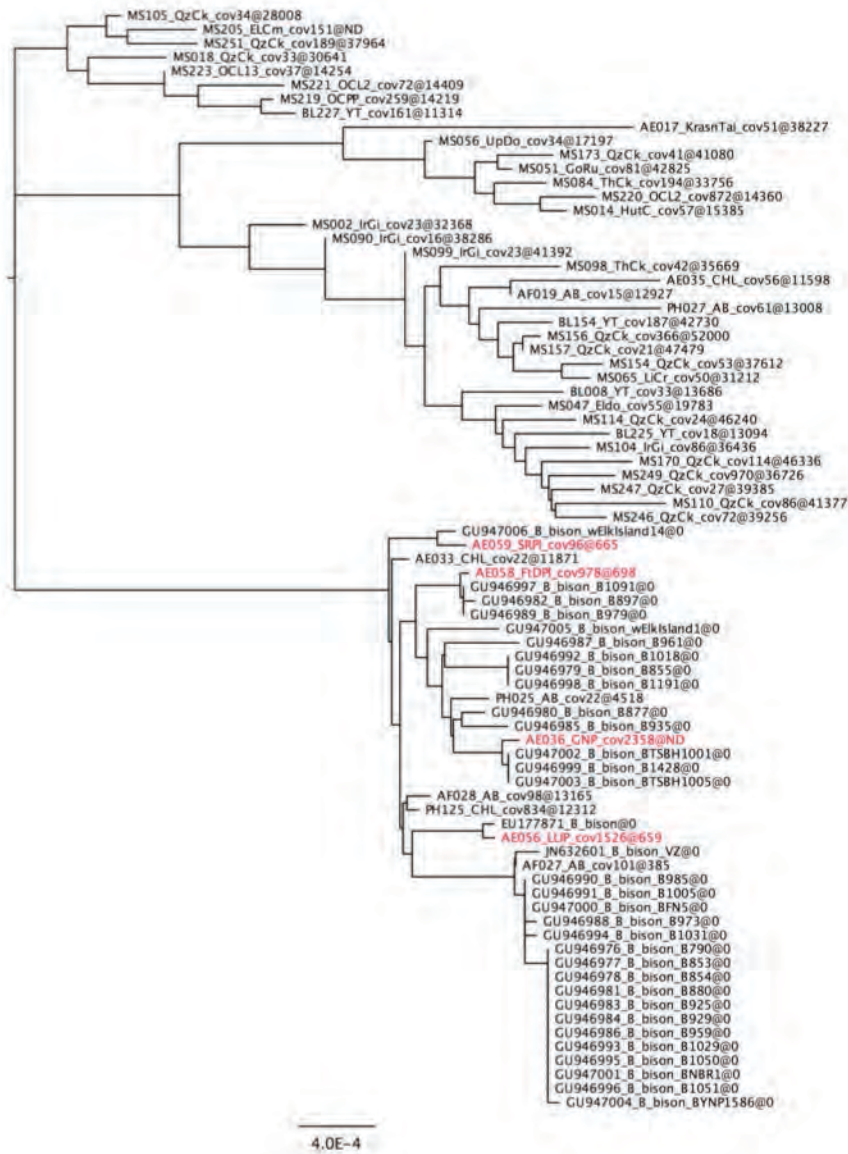 MS105_QzCk_cov34@28008
MS205_ELCm_cov151@ND
MS251_QzCk_cov189@37964
MS018_QzCk_cov33@30641
MS223_OCL13_cov37@14254
MS221_OCL2_cov72@14409
MS219_OCPP_cov259@14219
BL227_YT_cov161@11314
AE017_KrasnTai_cov51@38227
MS056_UpDo_cov34@17197
MS173_QzCk_cov41@41080
MS051_GoRu_cov81@42825
MS084_ThCk_cov194@33756
MS220_OCL2_cov872@14360
MS014_HutC_cov57@15385
MS002_IrGi_cov23@32368
MS090_IrGi_cov16@38286
MS099_IrGi_cov23@41392
MS098_ThCk_cov42@35669
AE035_CHL_cov56@11598
AF019_AB_cov15@12927
PH027_AB_cov61@13008
BL154_YT_cov187@42730
MS156_QzCk_cov366@52000
MS157_QzCk_cov21@47479
MS154_QzCk_cov53@37612
MS065_LiCr_cov50@31212
BL008_YT_cov33@13686
MS047_Eldo_cov55@19783
MS114_QzCk_cov24@46240
BL225_YT_cov18@13094
MS104_IrGi_cov86@36436
MS170_QzCk_cov114@46336
MS249_QzCk_cov970@36726
MS247_QzCk_cov27@39385
MS110_QzCk_cov86@41377
MS246_QzCk_cov72@39256
GU947006_B_bison_wElkIsland14@0
AE059_SRPI_cov96@665
AE033_CHL_cov22@11871
AE058_FtDPI_cov978@698
GU946997_B_bison_B1091@0
GU946982_B_bison_B897@0
GU946989_B_bison_B979@0
GU947005_B_bison_wElkIsland1@0
GU946987_B_bison_B961@0
GU946992_B_bison_B1018@0
GU946979_B_bison_B855@0
GU946998_B_bison_B1191@0
PH025_AB_cov22@4518
GU946980_B_bison_B877@0
GU946985_B_bison_B935@0
AE036_GNP_cov2358@ND
GU947002_B_bison_BTSBH1001@0
GU946999_B_bison_B1428@0
GU947003_B_bison_BTSBH1005@0
AF028_AB_cov98@13165
PH125_CHL_cov834@12312
EU177871_B_bison@0
AE056_LLIP_cov1526@659
JN632601_B_bison_VZ@0
AF027_AB_cov101@385
GU946990_B_bison_B985@0
GU946991_B_bison_B1005@0
GU947000_B_bison_BFN5@0
GU946988_B_bison_B973@0
GU946994_B_bison_B1031@0
GU946976_B_bison_B790@0
GU946977_B_bison_B853@0
GU946978_B_bison_B854@0
GU946981_B_bison_B880@0
GU946983_B_bison_B925@0
GU946984_B_bison_B929@0
GU946986_B_bison_B959@0
GU946993_B_bison_B1029@0
GU946995_B_bison_B1050@0
GU947001_B_bison_BNBR1@0
GU946996_B_bison_B1051@0
GU947004_B_bison_BYNP1586@0
4.0E-4